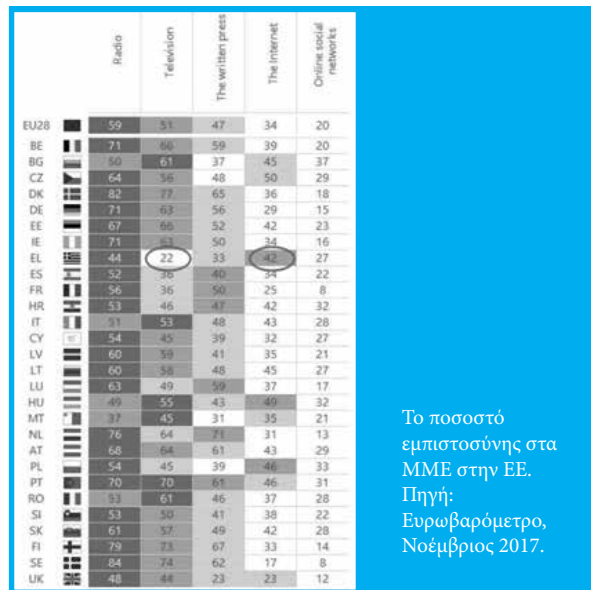 Radio Television The written press The Internet Online social networks
EU28 59 51 47 34 20
BE 71 66 59 39 20
BG 50 61 37 45 37
CZ 64 56 48 50 29
DK 82 77 65 36 18
DE 71 63 56 29 15
EE 67 66 52 42 23
IE 71 63 50 34 16
EL 44 22 33 42 27
ES 52 36 40 34 22
FR 56 36 50 25 8
HR 53 46 47 42 32
IT 51 53 48 43 28
CY 54 45 39 32 27
LV 60 59 41 35 21
LT 60 58 48 45 27
LU 63 49 59 37 17
HU 49 55 43 49 32
MT 37 45 31 35 21
NL 76 64 71 31 13
AT 68 64 61 43 29
PL 54 45 39 46 33
PT 70 70 61 46 31
RO 53 61 46 37 28
SI 53 50 41 38 22
SK 61 57 49 42 28
FI 79 73 67 33 14
SE 84 74 62 17 8
UK 48 44 23 23 12
Το ποσοστό
εμπιστοσύνης στα
ΜΜΕ στην ΕΕ.
Πηγή:
Ευρωβαρόμετρο,
Νοέμβριος 2017.